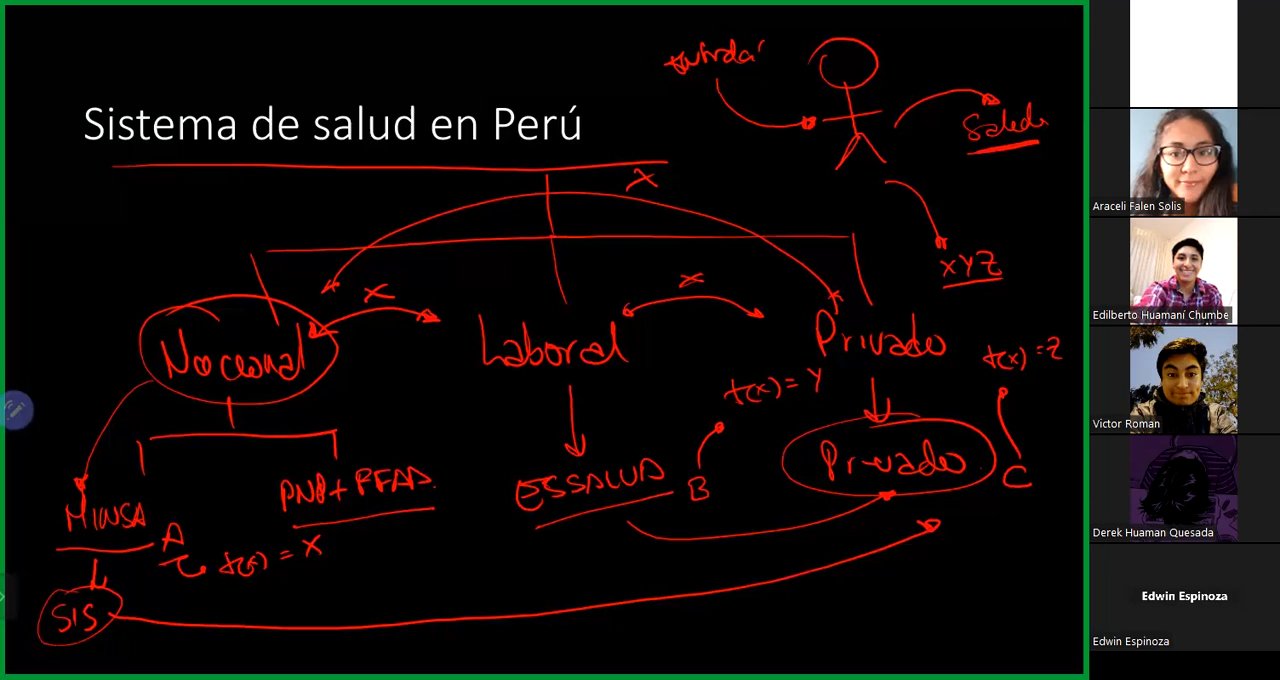 Sistema de salud en Perú
Salud
x
XYZ
x
x
Nacional
Laboral
Privado
t(x) = Z
t(x) = Y
MINSA
A
t(x) = X
PNP + FFAA
ESSALUD
B
Privado
C
SIS
Araceli Falen Solis
Edilberto Huamaní Chumbe
Victor Roman
Derek Huaman Quesada
Edwin Espinoza
Edwin Espinoza